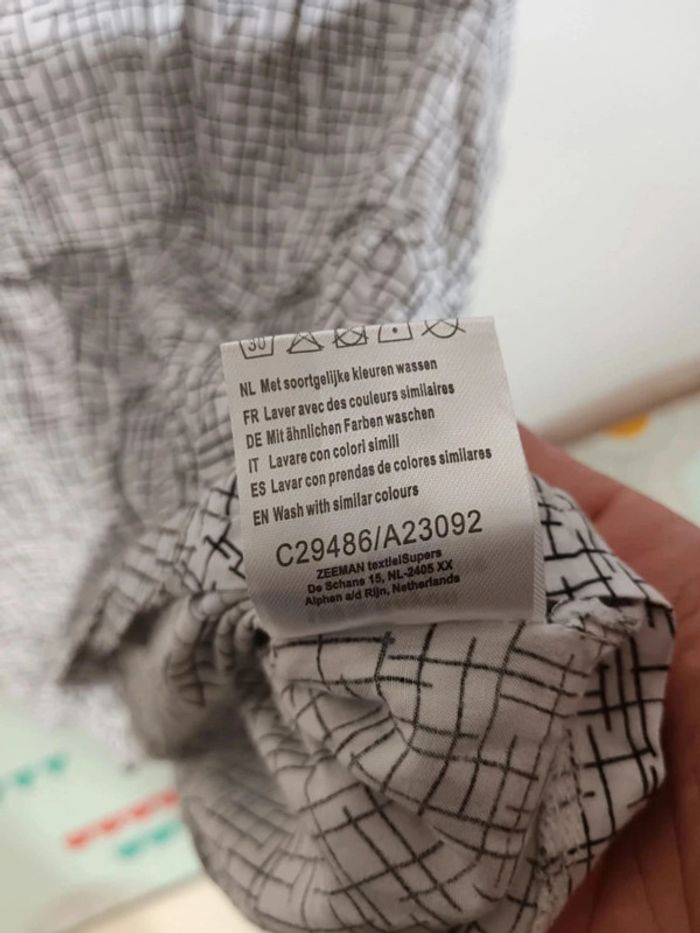 30
NL Met soortgelijke kleuren wassen
FR Laver avec des couleurs similaires
DE Mit ähnlichen Farben waschen
IT Lavare con colori simili
ES Lavar con prendas de colores similares
EN Wash with similar colours
C29486/A23092
ZEEMAN textielSupers
De Schans 15, NL-2405 XX
Alphen a/d Rijn, Netherlands